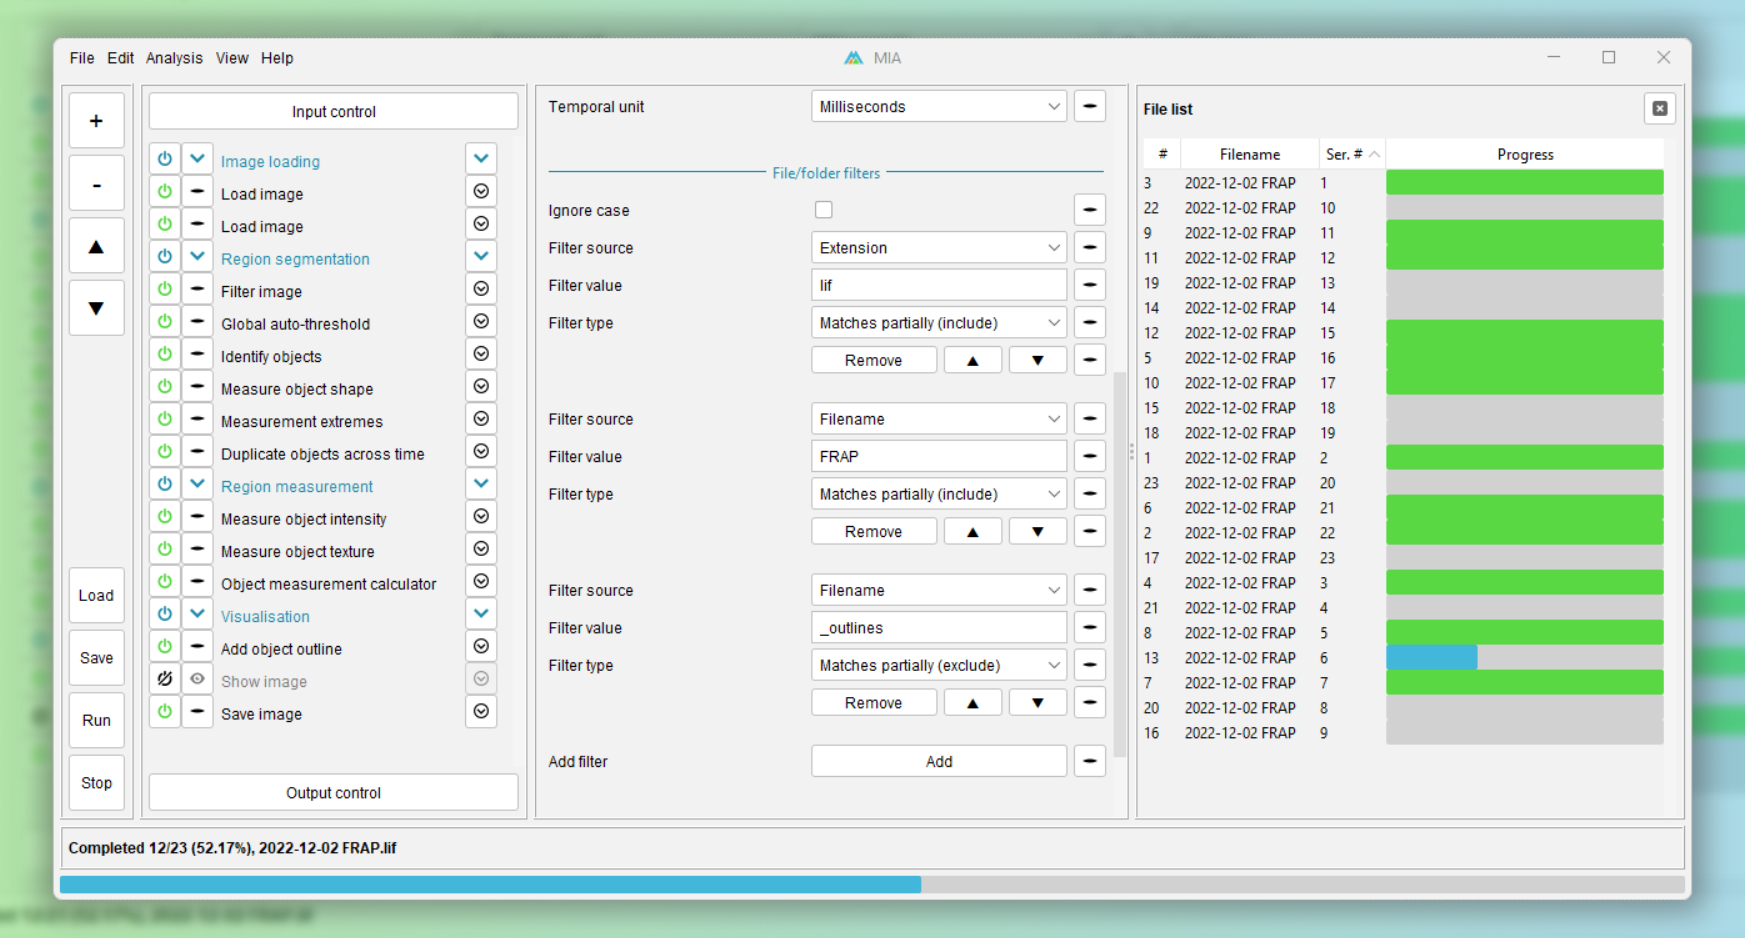 File Edit Analysis View Help
MIA
+
-
▲
▼
Load
Save
Run
Stop
Input control
Image loading
Load image
Load image
Region segmentation
Filter image
Global auto-threshold
Identify objects
Measure object shape
Measurement extremes
Duplicate objects across time
Region measurement
Measure object intensity
Measure object texture
Object measurement calculator
Visualisation
Add object outline
Show image
Save image
Output control
Temporal unit Milliseconds
File/folder filters
Ignore case
Filter source Extension
Filter value lif
Filter type Matches partially (include)
Remove ▲ ▼
Filter source Filename
Filter value FRAP
Filter type Matches partially (include)
Remove ▲ ▼
Filter source Filename
Filter value _outlines
Filter type Matches partially (exclude)
Remove ▲ ▼
Add filter Add
File list
# Filename Ser. # Progress
3 2022-12-02 FRAP 1
22 2022-12-02 FRAP 10
9 2022-12-02 FRAP 11
11 2022-12-02 FRAP 12
19 2022-12-02 FRAP 13
14 2022-12-02 FRAP 14
12 2022-12-02 FRAP 15
5 2022-12-02 FRAP 16
10 2022-12-02 FRAP 17
15 2022-12-02 FRAP 18
18 2022-12-02 FRAP 19
1 2022-12-02 FRAP 2
23 2022-12-02 FRAP 20
6 2022-12-02 FRAP 21
2 2022-12-02 FRAP 22
17 2022-12-02 FRAP 23
4 2022-12-02 FRAP 3
21 2022-12-02 FRAP 4
8 2022-12-02 FRAP 5
13 2022-12-02 FRAP 6
7 2022-12-02 FRAP 7
20 2022-12-02 FRAP 8
16 2022-12-02 FRAP 9
Completed 12/23 (52.17%), 2022-12-02 FRAP.lif